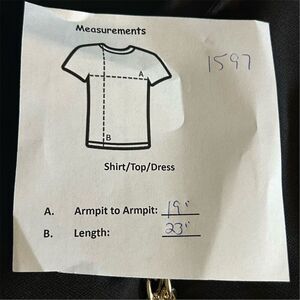 Measurements
1597
A
B
Shirt/Top/Dress
A. Armpit to Armpit: 19"
B. Length: 23"